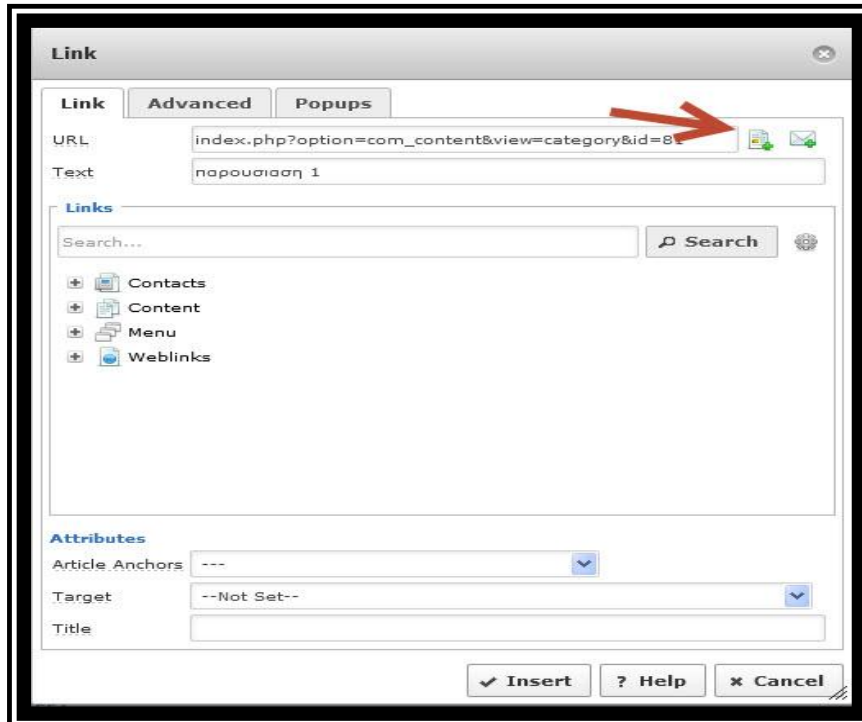 Link
Link Advanced Popups
URL index.php?option=com_content&view=category&id=81
Text παρουσιαση 1
Links
Search... Search
Contacts
Content
Menu
Weblinks
Attributes
Article Anchors ---
Target --Not Set--
Title
Insert ? Help × Cancel